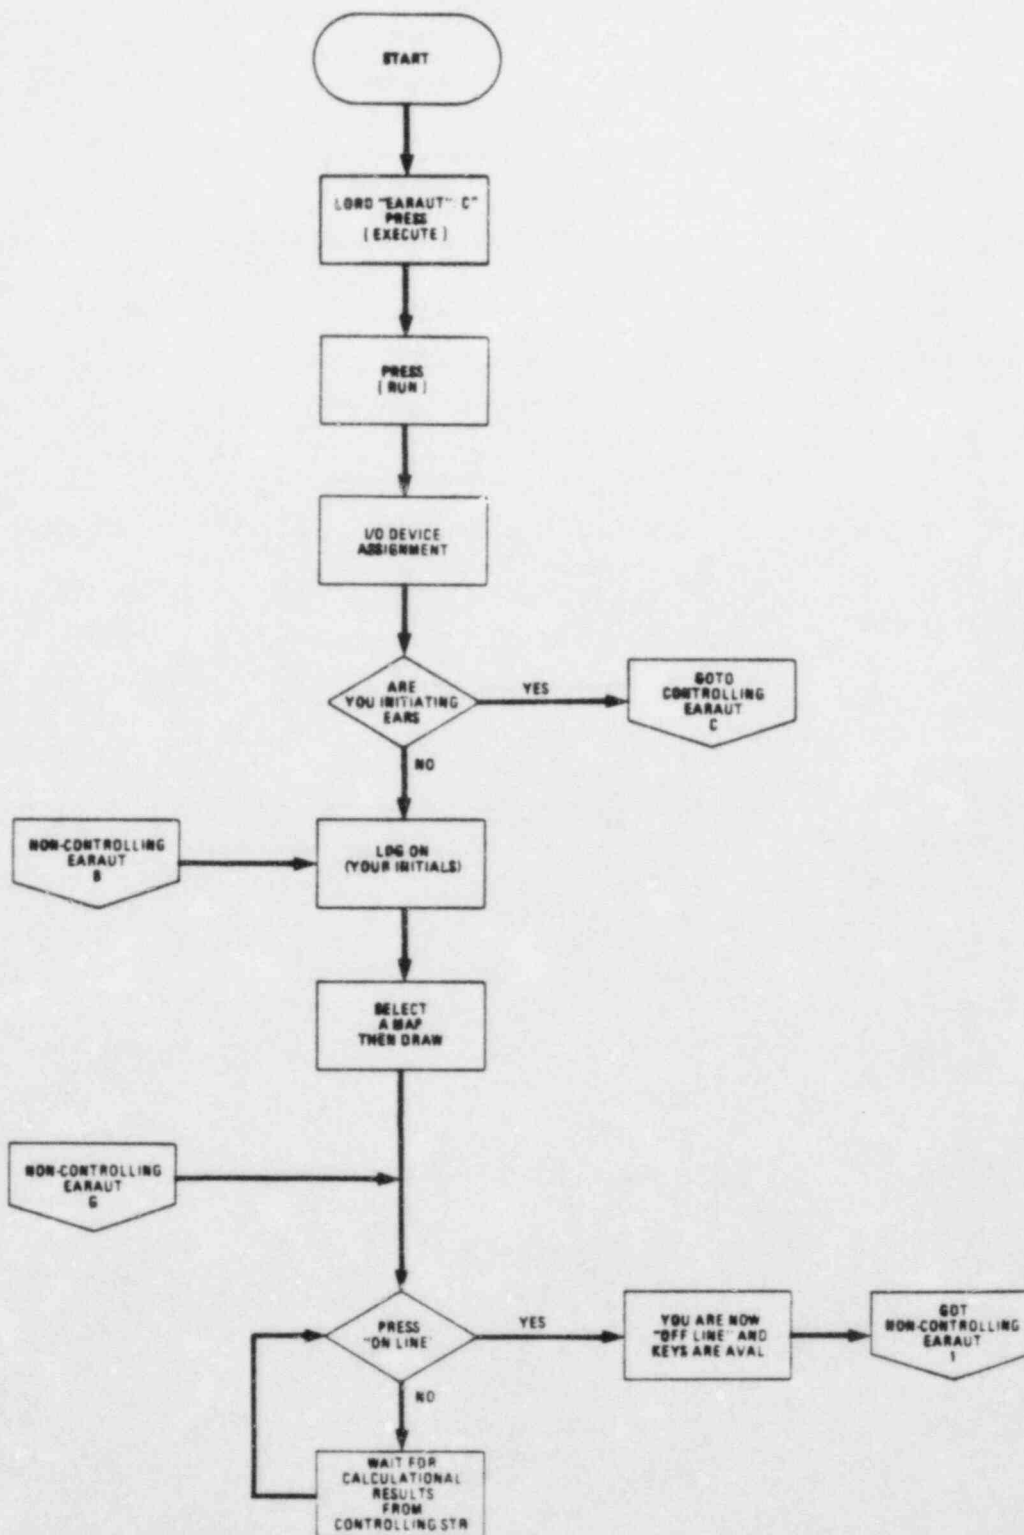 START
LORD "EARAUT": C"
PRESS
[ EXECUTE ]
PRESS
[ RUN ]
I/O DEVICE
ASSIGNMENT
ARE
YOU INITIATING
EARS
YES
GOTO
CONTROLLING
EARAUT
C
NO
NON-CONTROLLING
EARAUT
B
LOG ON
(YOUR INITIALS)
SELECT
A MAP
THEN DRAW
NON-CONTROLLING
EARAUT
G
PRESS
"ON LINE"
YES
YOU ARE NOW
"OFF LINE" AND
KEYS ARE AVAL
GOT
NON-CONTROLLING
EARAUT
1
NO
WAIT FOR
CALCULATIONAL
RESULTS
FROM
CONTROLLING STR